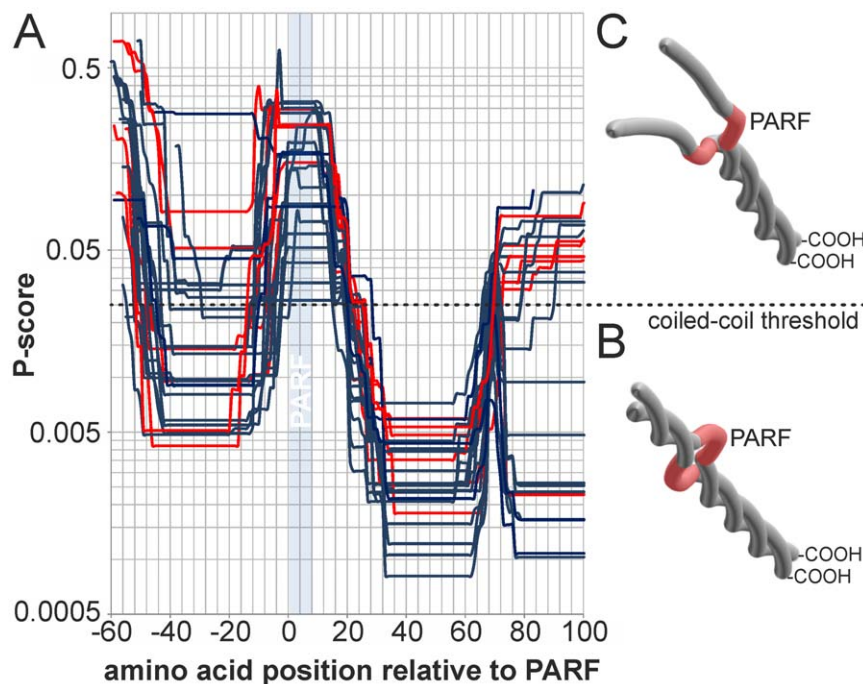 A
P-score
0.5
0.05
0.005
0.0005
PARF
-60 -40 -20 0 20 40 60 80 100
amino acid position relative to PARF
C
PARF
-COOH
-COOH
coiled-coil threshold
B
PARF
-COOH
-COOH